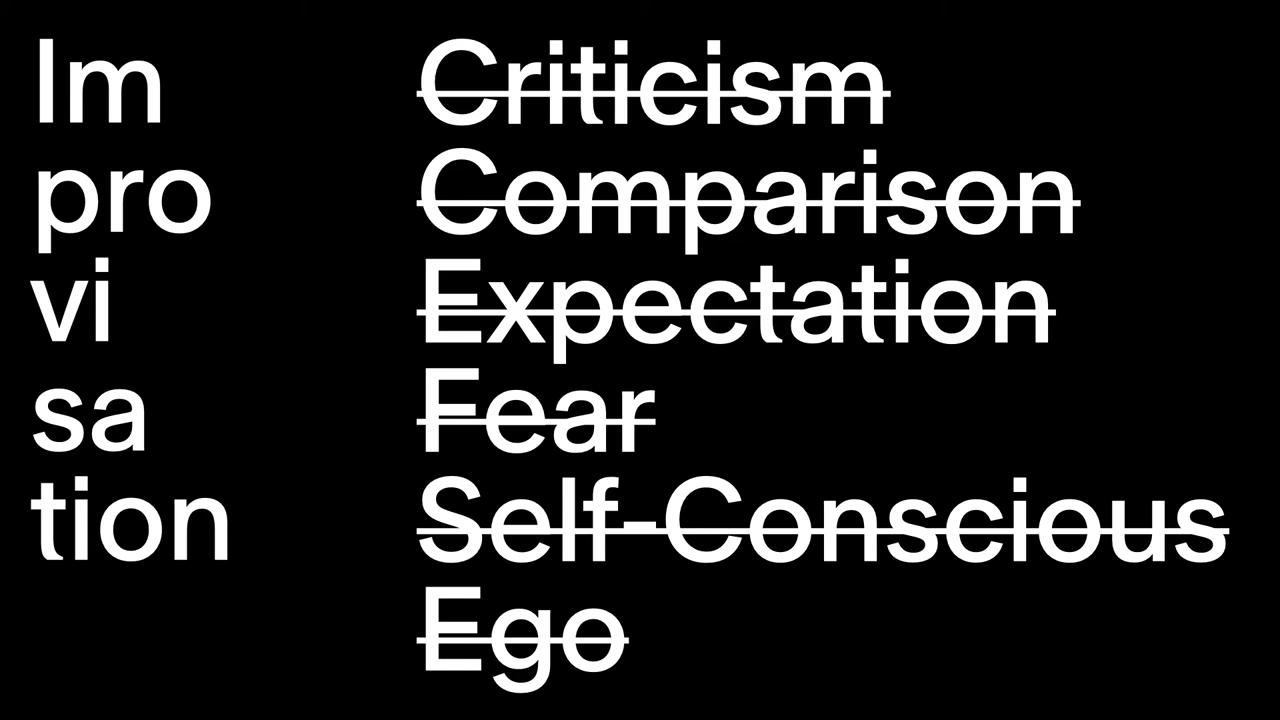 Im
pro
vi
sa
tion
Criticism
Comparison
Expectation
Fear
Self-Conscious
Ego